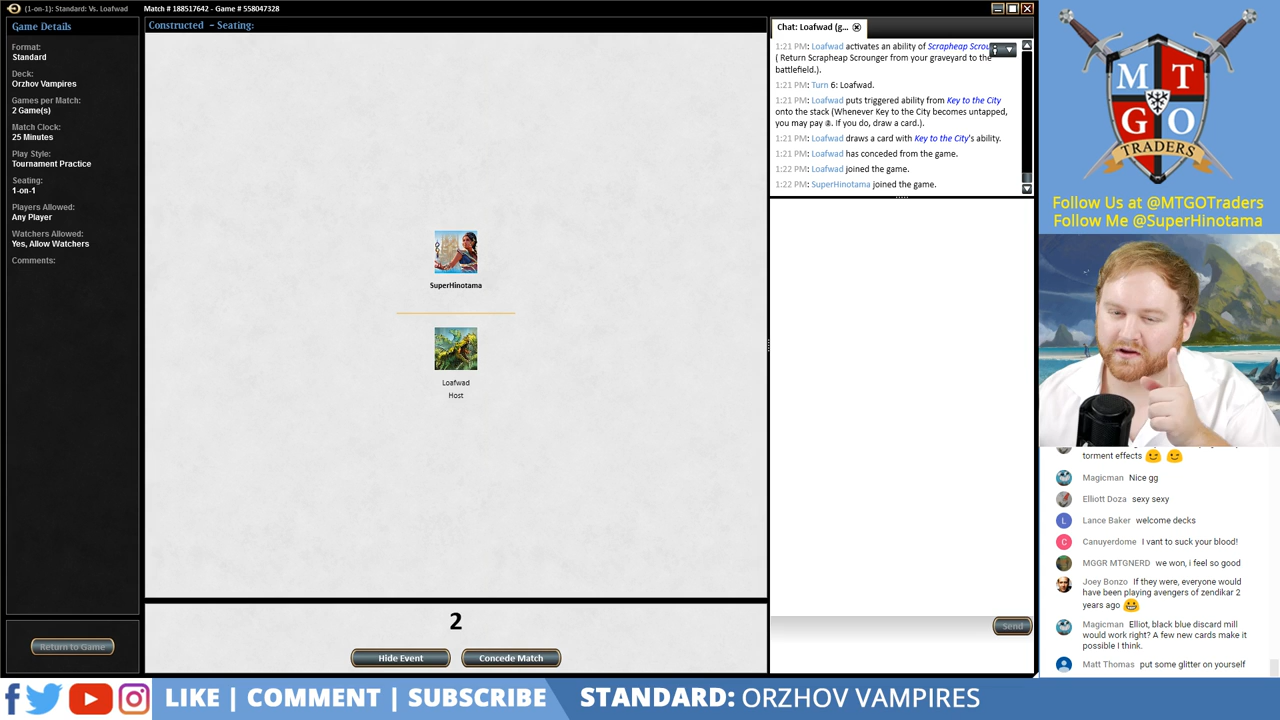 (1-on-1): Standard: Vs. Loafwad
Match # 188517642 - Game # 558047328
Game Details
Format:
Standard
Deck:
Orzhov Vampires
Games per Match:
2 Game(s)
Match Clock:
25 Minutes
Play Style:
Tournament Practice
Seating:
1-on-1
Players Allowed:
Any Player
Watchers Allowed:
Yes, Allow Watchers
Comments:
Return to Game
Constructed - Seating:
SuperHinotama
Loafwad
Host
2
Hide Event
Concede Match
Chat: Loafwad (g...
1:21 PM: Loafwad activates an ability of Scrapheap Scrou
( Return Scrapheap Scrounger from your graveyard to the
battlefield.).
1:21 PM: Turn 6: Loafwad.
1:21 PM: Loafwad puts triggered ability from Key to the City
onto the stack (Whenever Key to the City becomes untapped,
you may pay 2. If you do, draw a card.).
1:21 PM: Loafwad draws a card with Key to the City's ability.
1:21 PM: Loafwad has conceded from the game.
1:22 PM: Loafwad joined the game.
1:22 PM: SuperHinotama joined the game.
Send
M T
G O
TRADERS
Follow Us at @MTGOTraders
Follow Me @SuperHinotama
torment effects
Magicman Nice gg
Elliott Doza sexy sexy
L Lance Baker welcome decks
C Canuyerdome I vant to suck your blood!
MGGR MTGNERD we won, i feel so good
Joey Bonzo If they were, everyone would
have been playing avengers of zendikar 2
years ago
Magicman Elliot, black blue discard mill
would work right? A few new cards make it
possible I think.
Matt Thomas put some glitter on yourself
LIKE | COMMENT | SUBSCRIBE
STANDARD: ORZHOV VAMPIRES